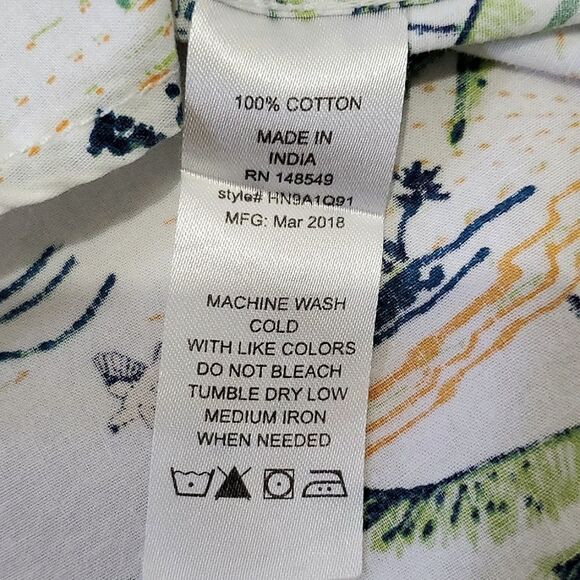 100% COTTON
MADE IN
INDIA
RN 148549
style# HN9A1Q91
MFG: Mar 2018
MACHINE WASH
COLD
WITH LIKE COLORS
DO NOT BLEACH
TUMBLE DRY LOW
MEDIUM IRON
WHEN NEEDED